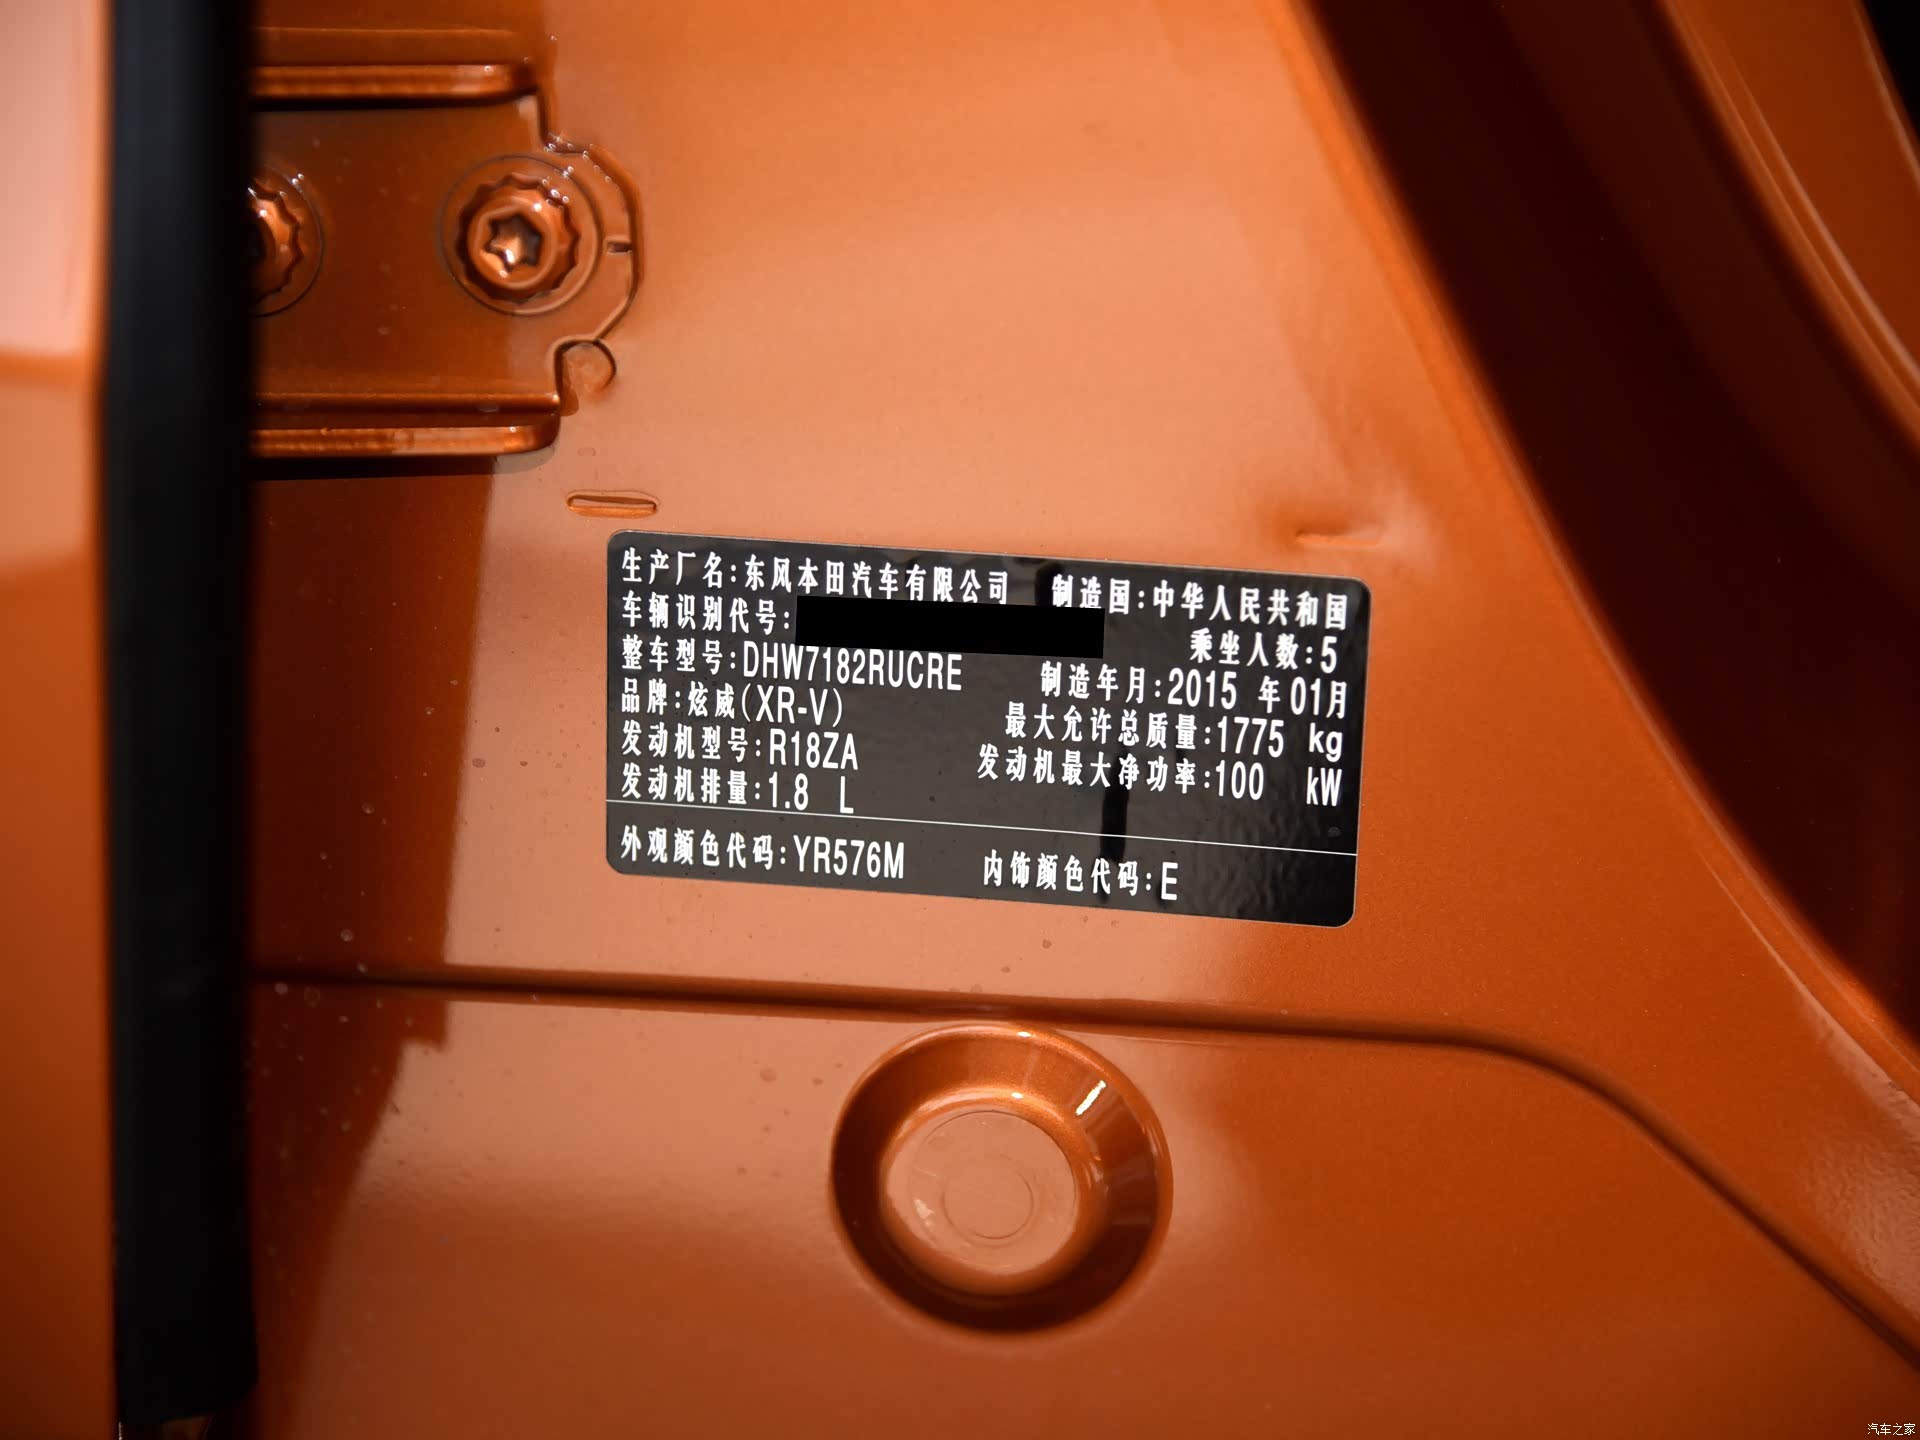 生产厂名:东风本田汽车有限公司 制造国:中华人民共和国
车辆识别代号: 乘坐人数:5
整车型号:DHW7182RUCRE 制造年月:2015 年01月
品牌:炫威(XR-V) 最大允许总质量:1775 kg
发动机型号:R18ZA 发动机最大净功率:100 kW
发动机排量:1.8 L
外观颜色代码:YR576M 内饰颜色代码:E
汽车之家